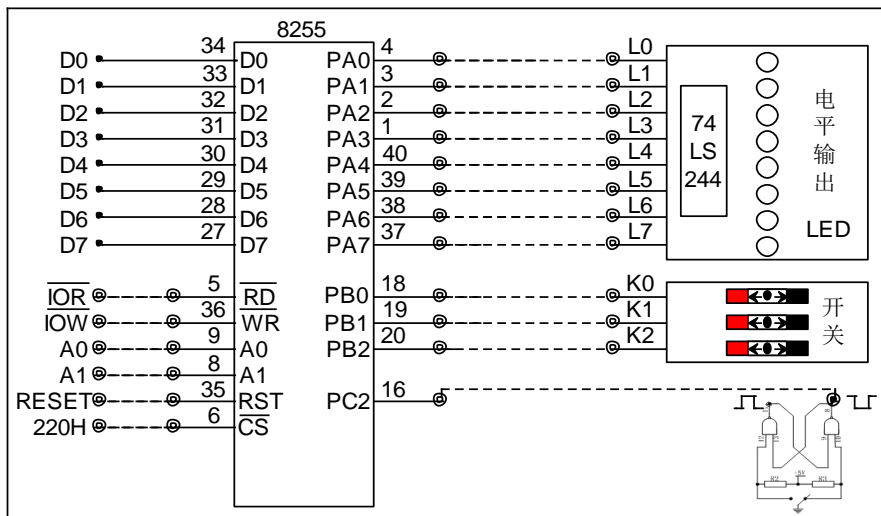 8255
D0 34 D0 PA0 4 L0
D1 33 D1 PA1 3 L1
D2 32 D2 PA2 2 L2
D3 31 D3 PA3 1 L3
D4 30 D4 PA4 40 L4
D5 29 D5 PA5 39 L5
D6 28 D6 PA6 38 L6
D7 27 D7 PA7 37 L7
74
LS
244
电平输出
LED
IOR 5 RD PB0 18 K0
IOW 36 WR PB1 19 K1
A0 9 A0 PB2 20 K2
开关
A1 8 A1
RESET 35 RST PC2 16
220H 6 CS
+5V
R2 R3